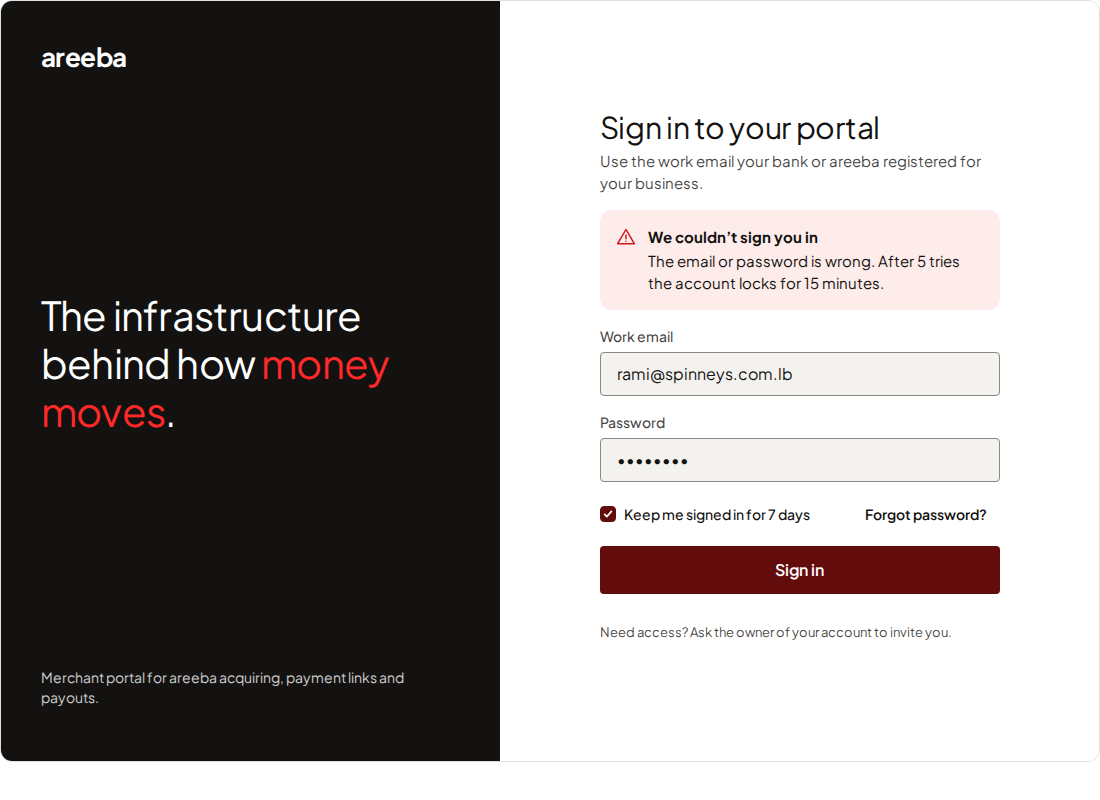 areeba
The infrastructure
behind how money
moves.
Merchant portal for areeba acquiring, payment links and
payouts.
Sign in to your portal
Use the work email your bank or areeba registered for
your business.
We couldn’t sign you in
The email or password is wrong. After 5 tries
the account locks for 15 minutes.
Work email
rami@spinneys.com.lb
Password
••••••••
Keep me signed in for 7 days
Forgot password?
Sign in
Need access? Ask the owner of your account to invite you.